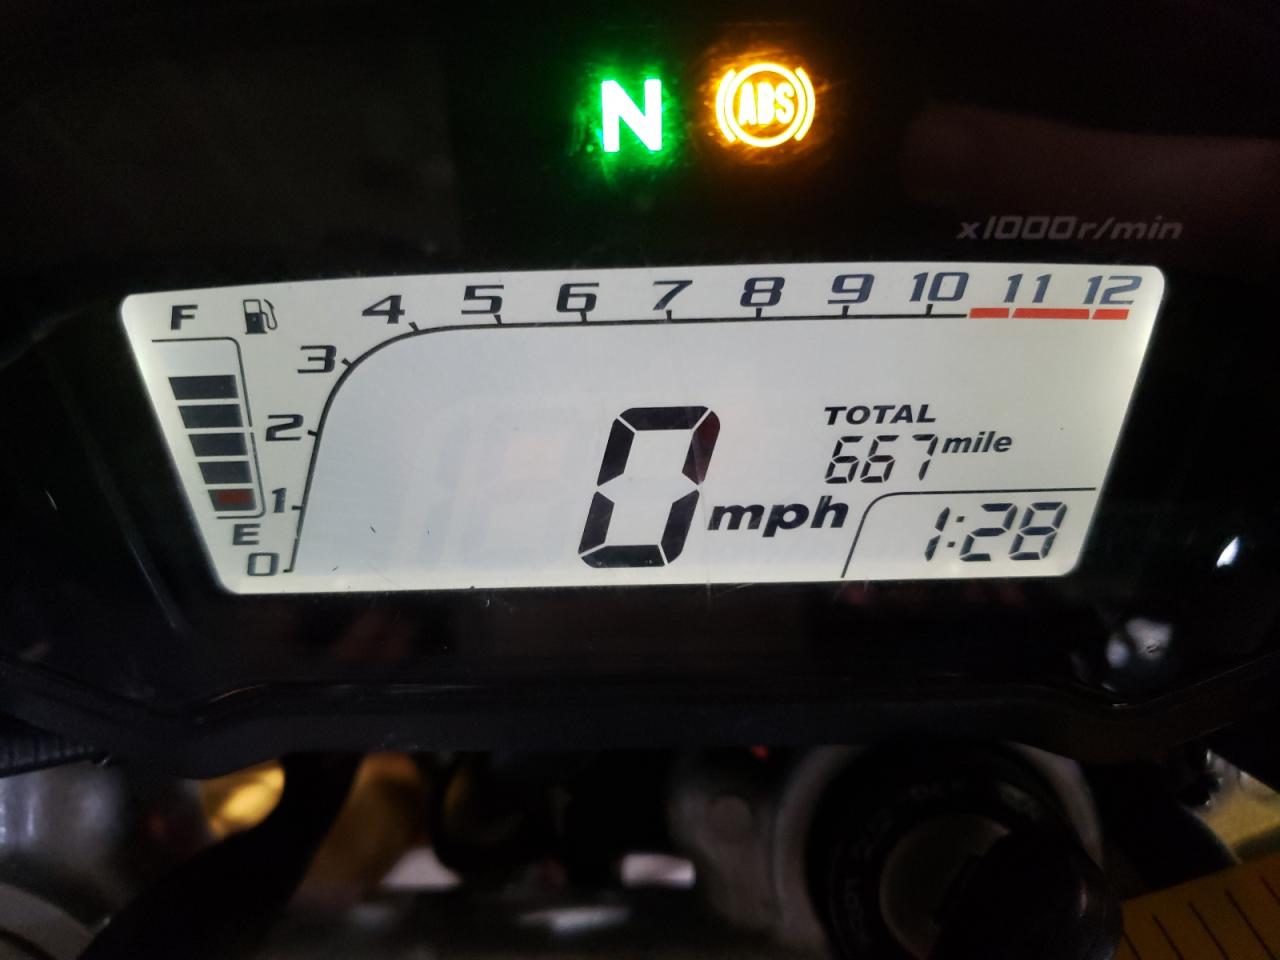 N ABS
x1000r/min
F 4 5 6 7 8 9 10 11 12
3
2 TOTAL
667 mile
1
E 0 mph 1:28
0